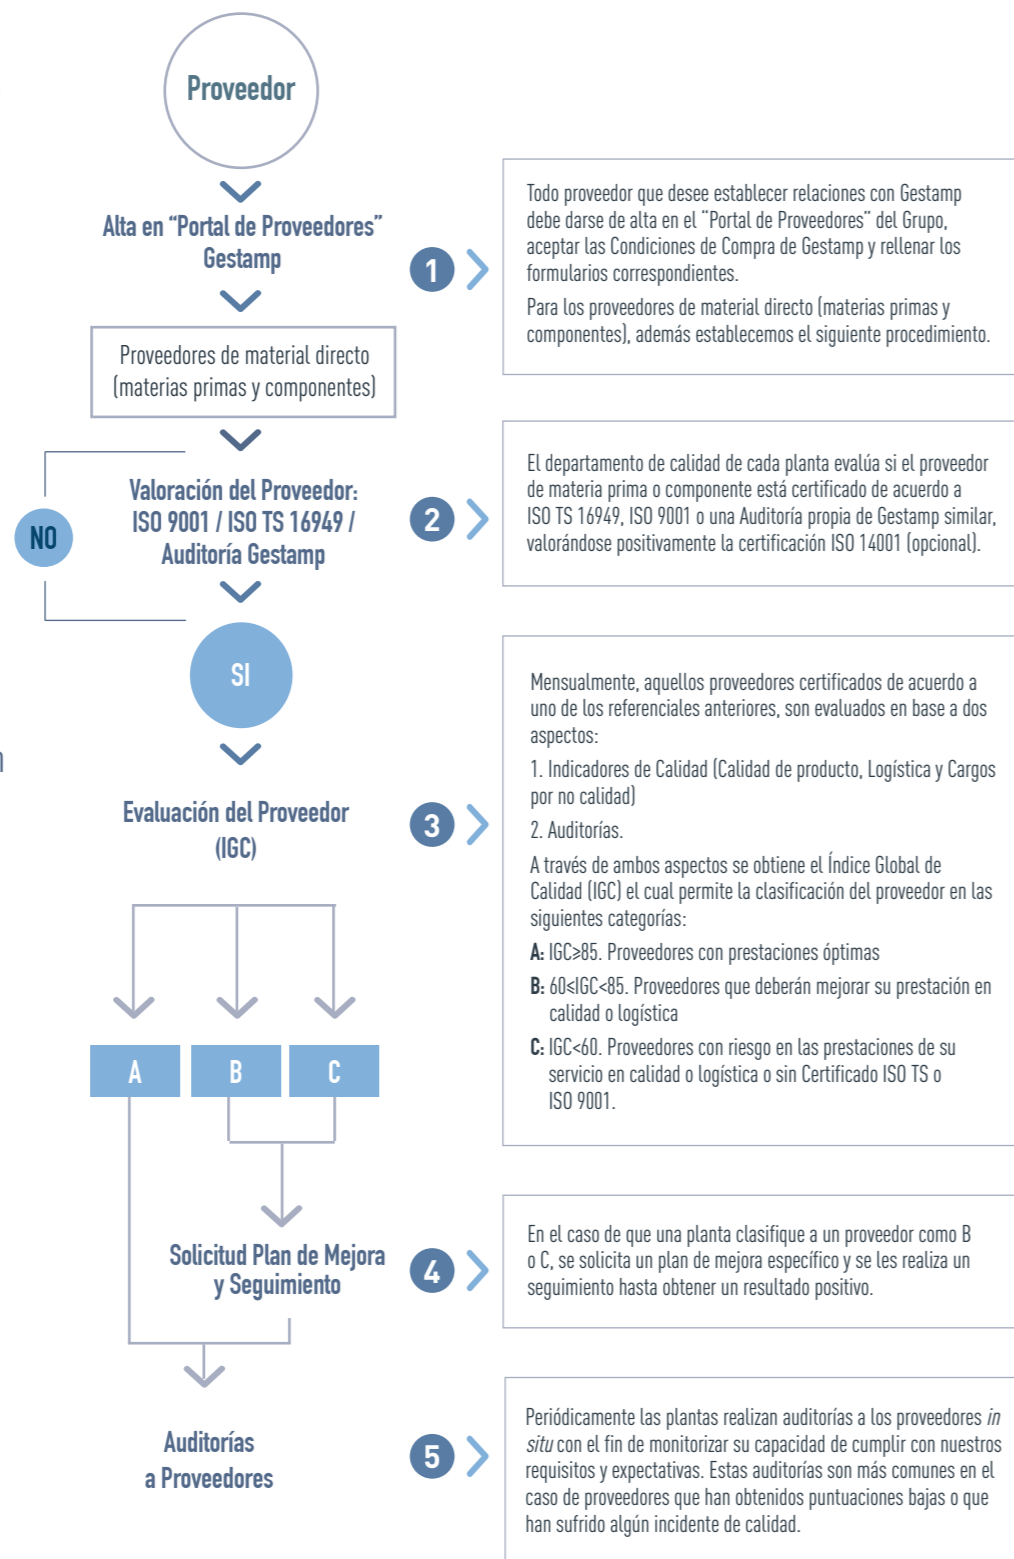 Proveedor
Alta en “Portal de Proveedores”
Gestamp
1
Todo proveedor que desee establecer relaciones con Gestamp
debe darse de alta en el “Portal de Proveedores” del Grupo,
aceptar las Condiciones de Compra de Gestamp y rellenar los
formularios correspondientes.
Para los proveedores de material directo (materias primas y
componentes), además establecemos el siguiente procedimiento.
Proveedores de material directo
(materias primas y componentes)
NO
Valoración del Proveedor:
ISO 9001 / ISO TS 16949 /
Auditoría Gestamp
2
El departamento de calidad de cada planta evalúa si el proveedor
de materia prima o componente está certificado de acuerdo a
ISO TS 16949, ISO 9001 o una Auditoría propia de Gestamp similar,
valorándose positivamente la certificación ISO 14001 (opcional).
SI
n
Evaluación del Proveedor
(IGC)
3
Mensualmente, aquellos proveedores certificados de acuerdo a
uno de los referenciales anteriores, son evaluados en base a dos
aspectos:
1. Indicadores de Calidad (Calidad de producto, Logística y Cargos
por no calidad)
2. Auditorías.
A través de ambos aspectos se obtiene el Índice Global de
Calidad (IGC) el cual permite la clasificación del proveedor en las
siguientes categorías:
A: IGC≥85. Proveedores con prestaciones óptimas
B: 60≤IGC<85. Proveedores que deberán mejorar su prestación en
calidad o logística
C: IGC<60. Proveedores con riesgo en las prestaciones de su
servicio en calidad o logística o sin Certificado ISO TS o
ISO 9001.
A
B
C
Solicitud Plan de Mejora
y Seguimiento
4
En el caso de que una planta clasifique a un proveedor como B
o C, se solicita un plan de mejora específico y se les realiza un
seguimiento hasta obtener un resultado positivo.
Auditorías
a Proveedores
5
Periódicamente las plantas realizan auditorías a los proveedores in
situ con el fin de monitorizar su capacidad de cumplir con nuestros
requisitos y expectativas. Estas auditorías son más comunes en el
caso de proveedores que han obtenidos puntuaciones bajas o que
han sufrido algún incidente de calidad.